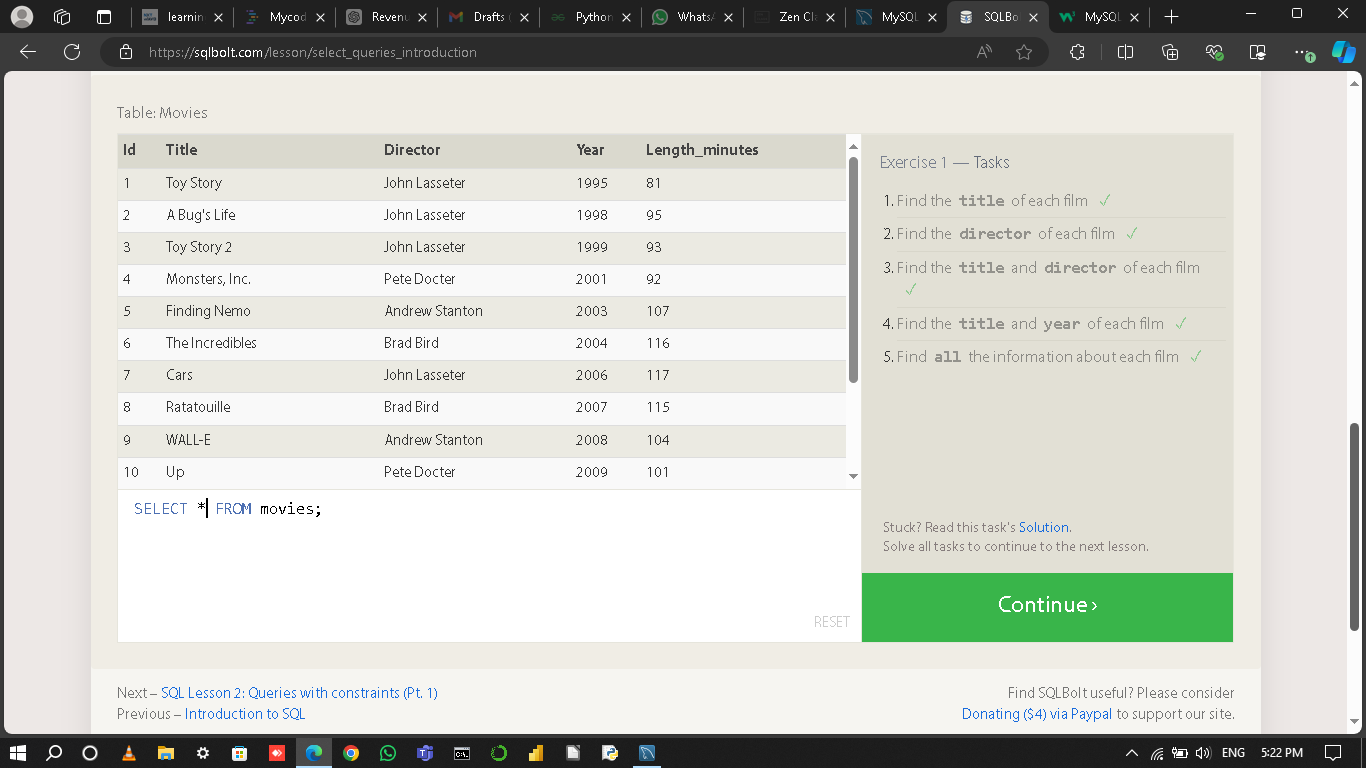 learnin
Mycod
Reven
Drafts (
Python
WhatsA
Zen Cla
MySQL
SQLBo
MySQL
https://sqlbolt.com/lesson/select_queries_introduction
Table: Movies
Id Title Director Year Length_minutes
1 Toy Story John Lasseter 1995 81
2 A Bug's Life John Lasseter 1998 95
3 Toy Story 2 John Lasseter 1999 93
4 Monsters, Inc. Pete Docter 2001 92
5 Finding Nemo Andrew Stanton 2003 107
6 The Incredibles Brad Bird 2004 116
7 Cars John Lasseter 2006 117
8 Ratatouille Brad Bird 2007 115
9 WALL-E Andrew Stanton 2008 104
10 Up Pete Docter 2009 101
SELECT * FROM movies;
RESET
Exercise 1 — Tasks
1. Find the title of each film ✓
2. Find the director of each film ✓
3. Find the title and director of each film
✓
4. Find the title and year of each film ✓
5. Find all the information about each film ✓
Stuck? Read this task's Solution.
Solve all tasks to continue to the next lesson.
Continue ›
Next – SQL Lesson 2: Queries with constraints (Pt. 1)
Previous – Introduction to SQL
Find SQLBolt useful? Please consider
Donating ($4) via Paypal to support our site.
ENG 5:22 PM